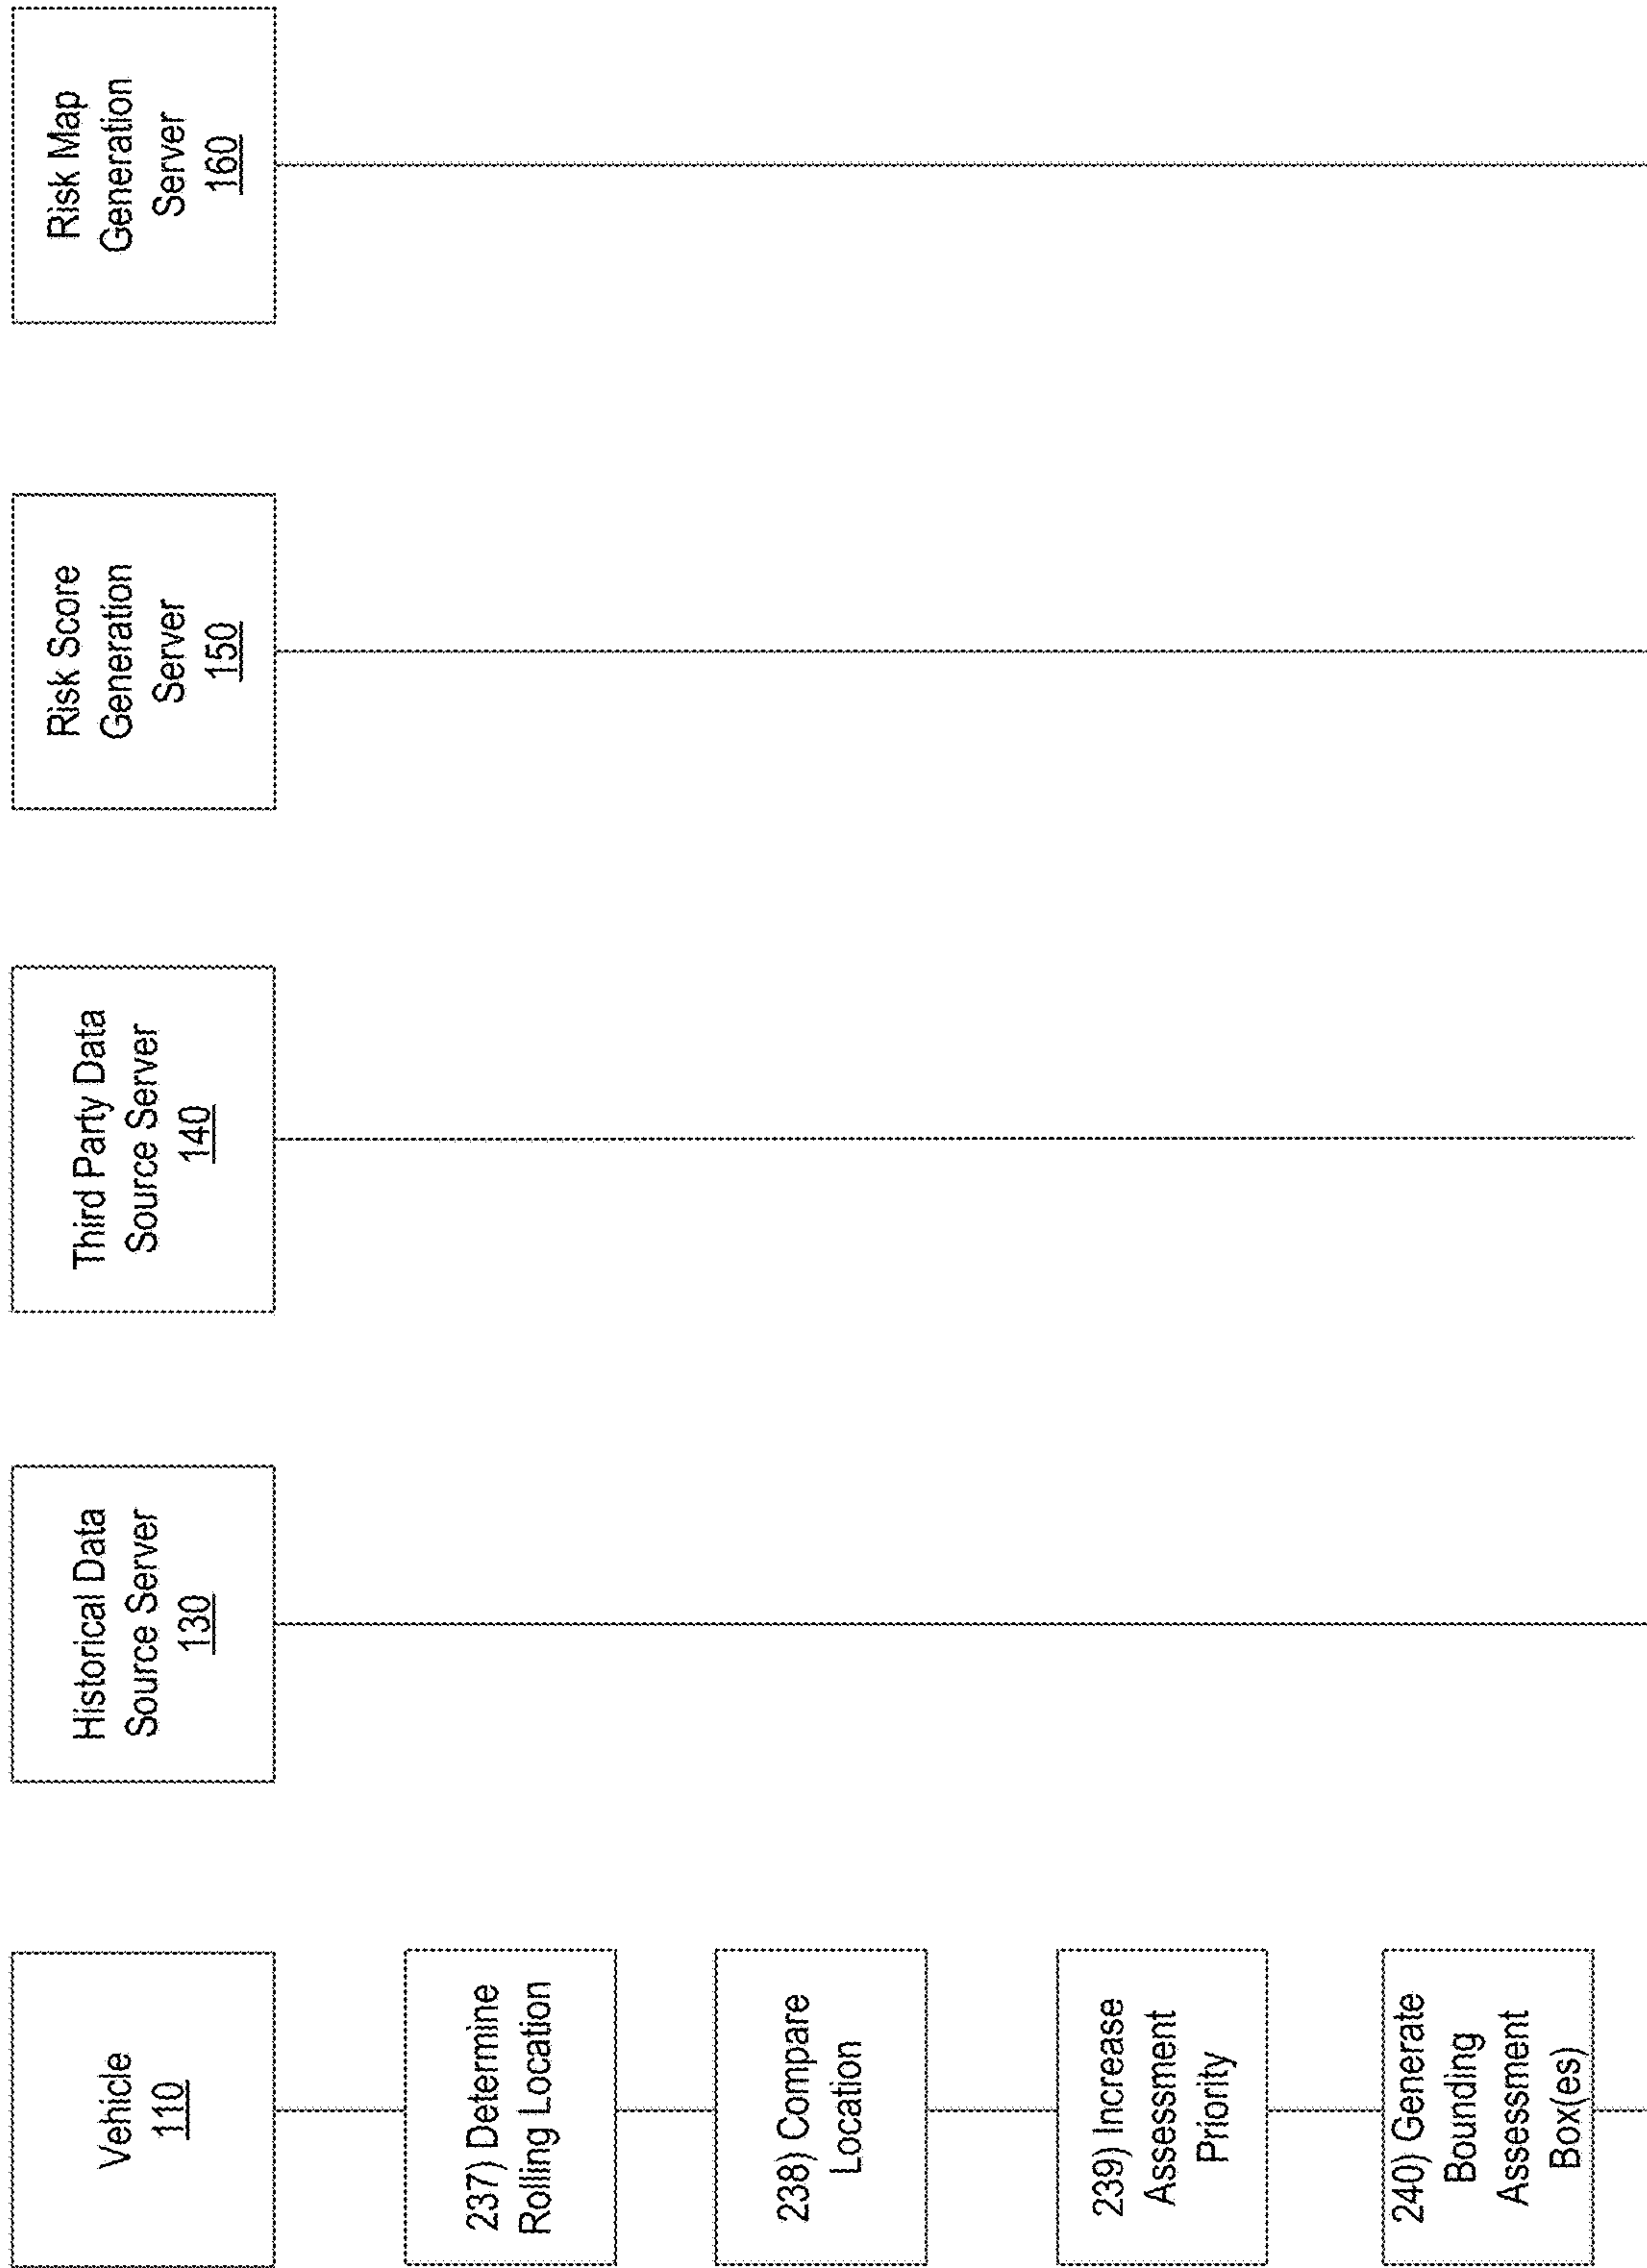 Vehicle
110
Historical Data
Source Server
130
Third Party Data
Source Server
140
Risk Score
Generation
Server
150
Risk Map
Generation
Server
160
237) Determine
Rolling Location
238) Compare
Location
239) Increase
Assessment
Priority
240) Generate
Bounding
Assessment
Box(es)